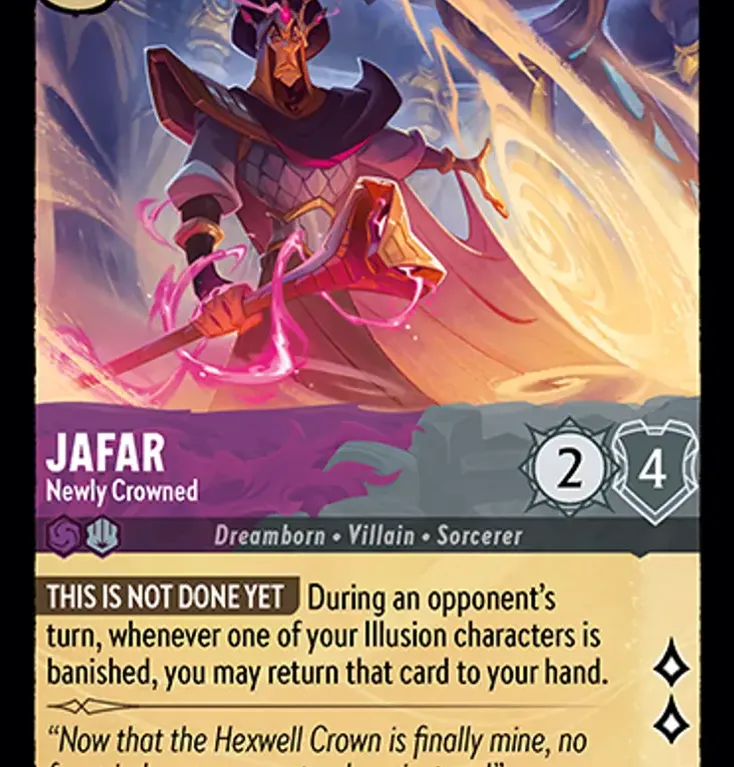 JAFAR
Newly Crowned
2
4
Dreamborn • Villain • Sorcerer
THIS IS NOT DONE YET During an opponent's
turn, whenever one of your Illusion characters is
banished, you may return that card to your hand.
“Now that the Hexwell Crown is finally mine, no